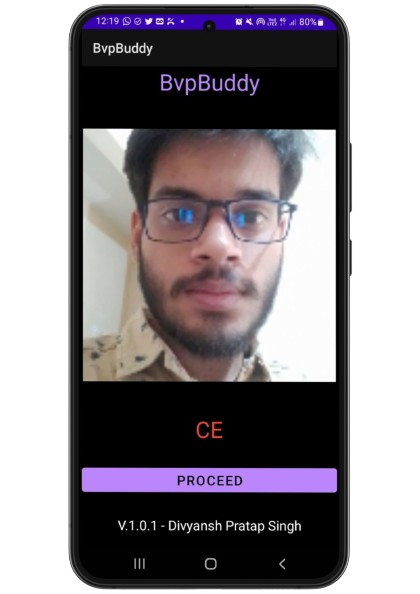 12:19
80%
BvpBuddy
BvpBuddy
CE
PROCEED
V.1.0.1 - Divyansh Pratap Singh